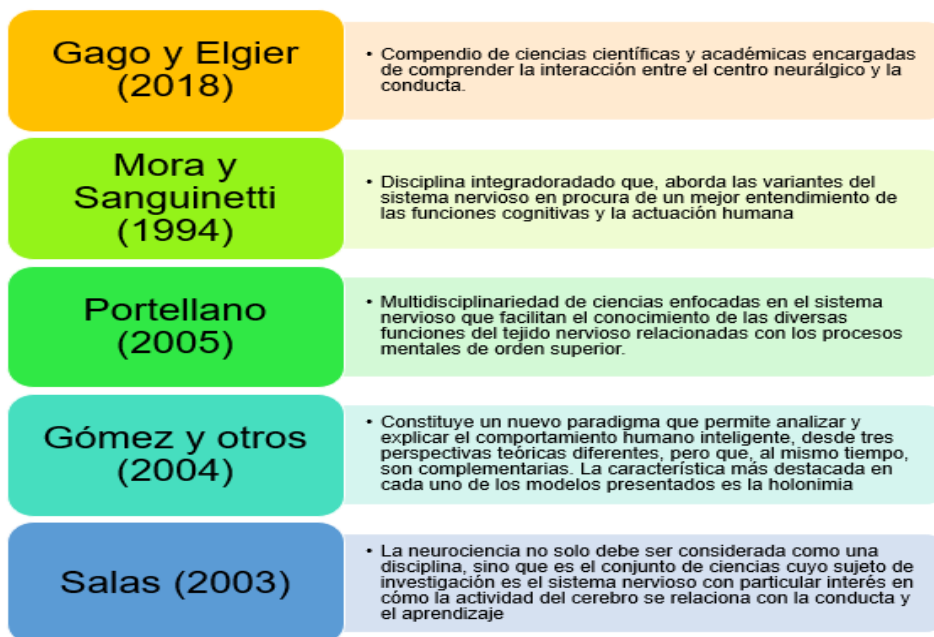 Gago y Elgier
(2018)
• Compendio de ciencias científicas y académicas encargadas
de comprender la interacción entre el centro neurálgico y la
conducta.
Mora y
Sanguinetti
(1994)
• Disciplina integradoradado que, aborda las variantes del
sistema nervioso en procura de un mejor entendimiento de
las funciones cognitivas y la actuación humana
Portellano
(2005)
• Multidisciplinariedad de ciencias enfocadas en el sistema
nervioso que facilitan el conocimiento de las diversas
funciones del tejido nervioso relacionadas con los procesos
mentales de orden superior.
Gómez y otros
(2004)
• Constituye un nuevo paradigma que permite analizar y
explicar el comportamiento humano inteligente, desde tres
perspectivas teóricas diferentes, pero que, al mismo tiempo,
son complementarias. La característica más destacada en
cada uno de los modelos presentados es la holonimia
Salas (2003)
• La neurociencia no solo debe ser considerada como una
disciplina, sino que es el conjunto de ciencias cuyo sujeto de
investigación es el sistema nervioso con particular interés en
cómo la actividad del cerebro se relaciona con la conducta y
el aprendizaje